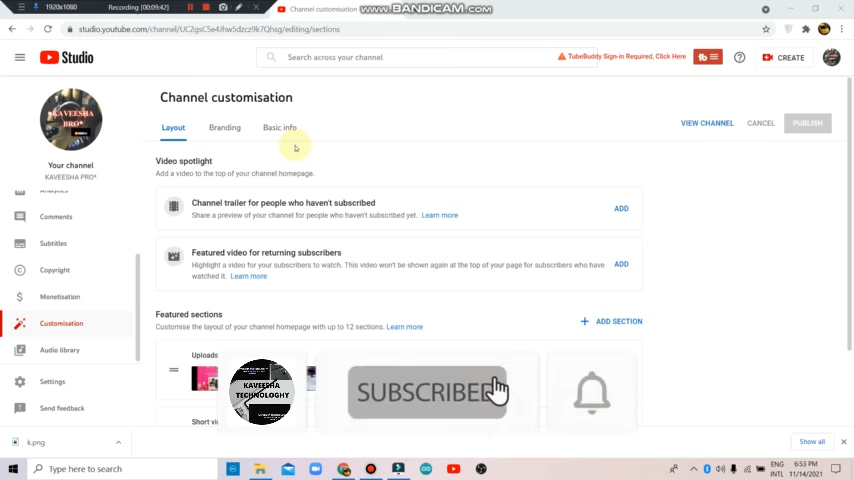 1920x1080
Recording [00:09:42]
Channel customisation
www.BANDICAM.com
studio.youtube.com/channel/UC2gsC5e4Jhw5dzcz9k7Qhsg/editing/sections
Studio
Search across your channel
TubeBuddy Sign-in Required, Click Here
tb
CREATE
KAVEESHA
BRO*
Your channel
KAVEESHA PRO*
Analytics
Comments
Subtitles
Copyright
Monetisation
Customisation
Audio library
Settings
Send feedback
Channel customisation
Layout
Branding
Basic info
VIEW CHANNEL
CANCEL
PUBLISH
Video spotlight
Add a video to the top of your channel homepage.
Channel trailer for people who haven't subscribed
Share a preview of your channel for people who haven't subscribed yet. Learn more
ADD
Featured video for returning subscribers
Highlight a video for your subscribers to watch. This video won't be shown again at the top of your page for subscribers who have
watched it. Learn more
ADD
Featured sections
Customise the layout of your channel homepage with up to 12 sections. Learn more
ADD SECTION
Uploads
KAVEESHA
TECHNOLOGHY
SUBSCRIBED
k.png
Show all
Type here to search
ENG
INTL
6:53 PM
11/14/2021